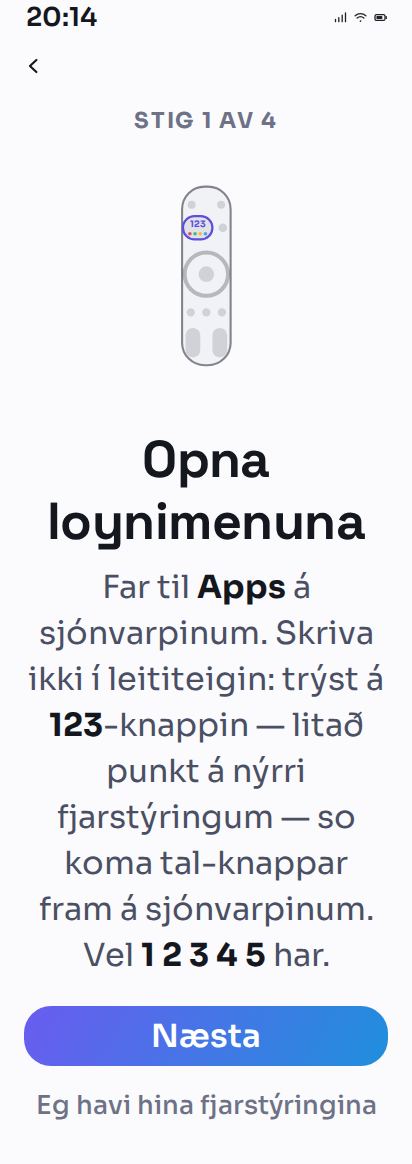 20:14
STIG 1 AV 4
123
Opna
loynimenuna
Far til Apps á
sjónvarpinum. Skriva
ikki í leititeigin: trýst á
123-knappin — litað
punkt á nýrri
fjarstýringum — so
koma tal-knappar
fram á sjónvarpinum.
Vel 1 2 3 4 5 har.
Næsta
Eg havi hina fjarstýringina